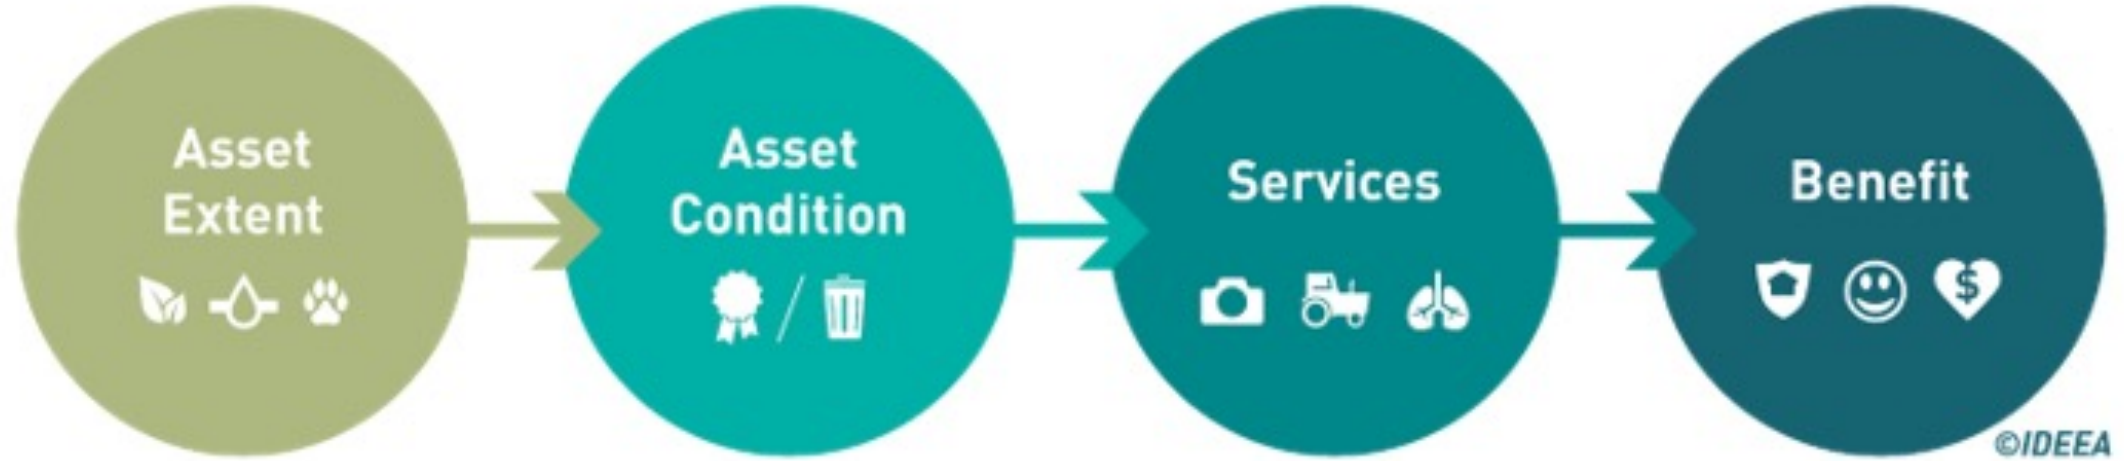 Asset
Extent
Asset
Condition
Services
Benefit
$
©IDEEA